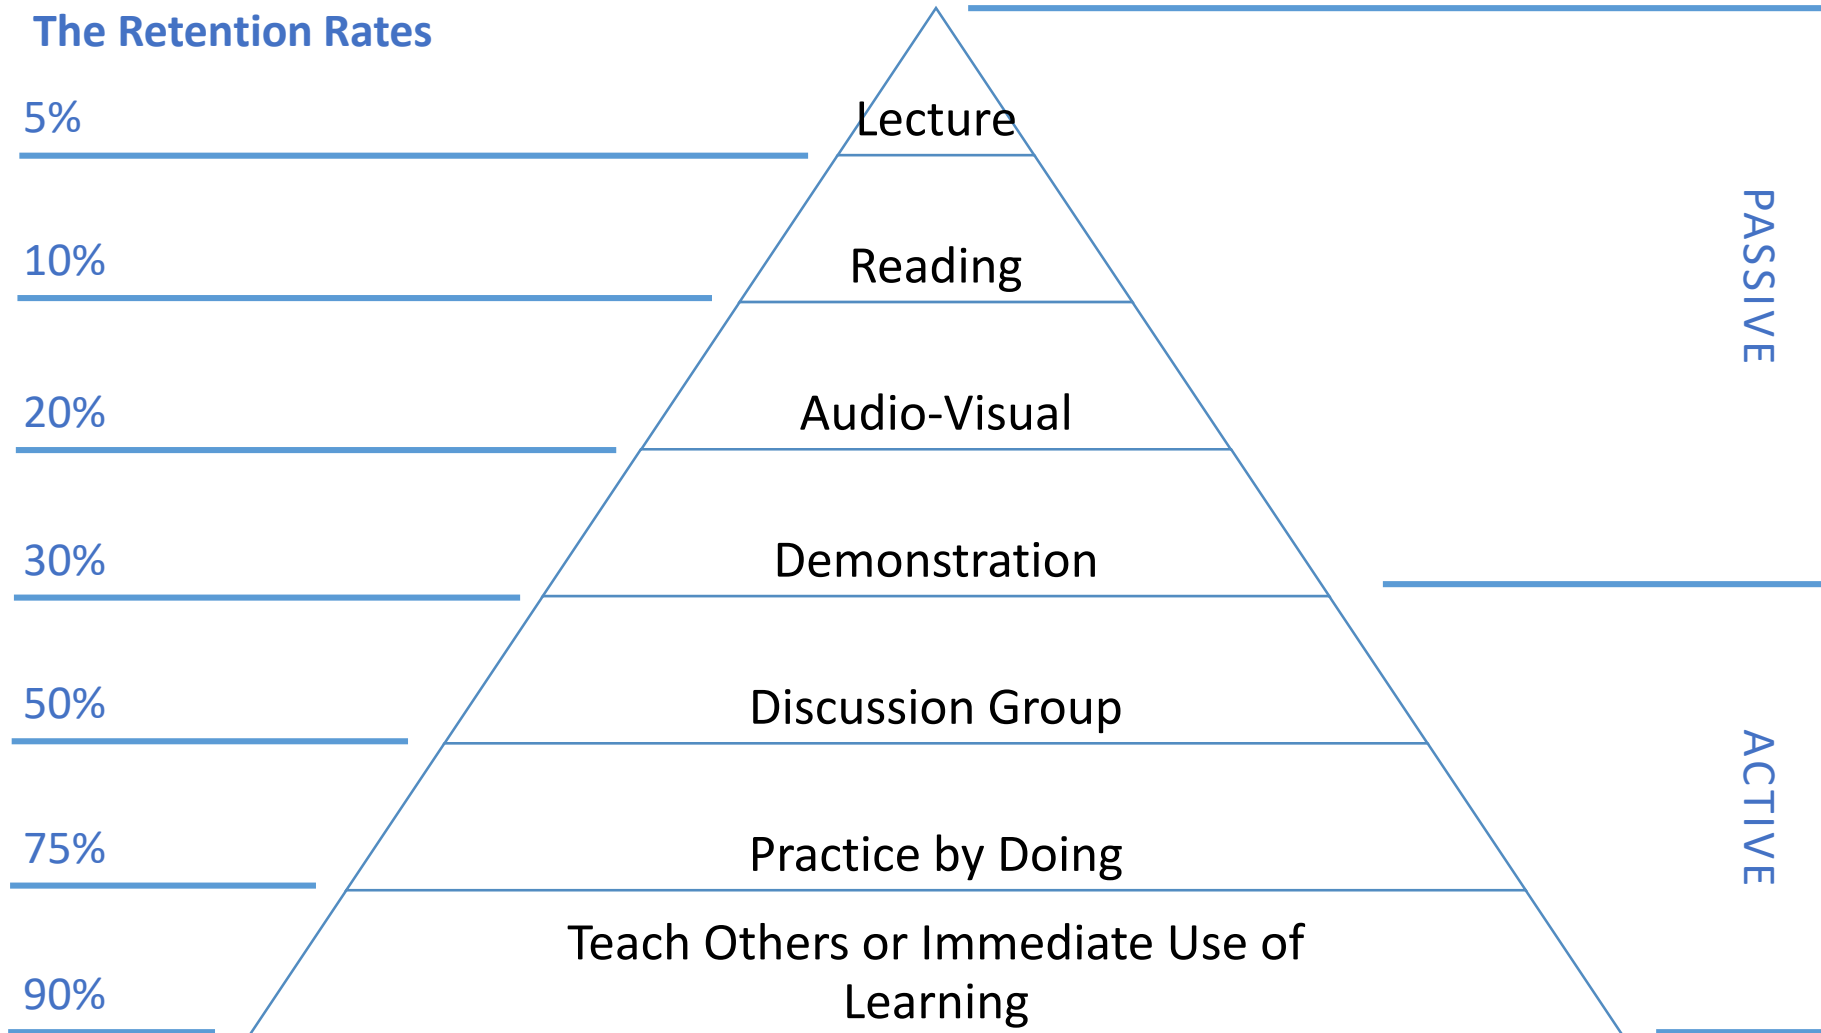 The Retention Rates
5%
Lecture
10%
Reading
20%
Audio-Visual
30%
Demonstration
PASSIVE
50%
Discussion Group
75%
Practice by Doing
90%
Teach Others or Immediate Use of
Learning
ACTIVE